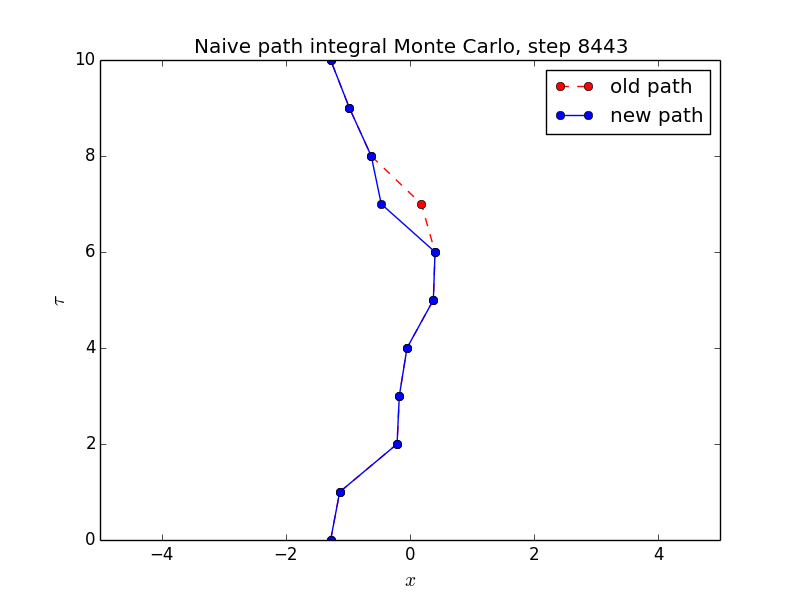 Naive path integral Monte Carlo, step 8443
old path
new path
10
8
6
4
2
0
τ
−4 −2 0 2 4
x